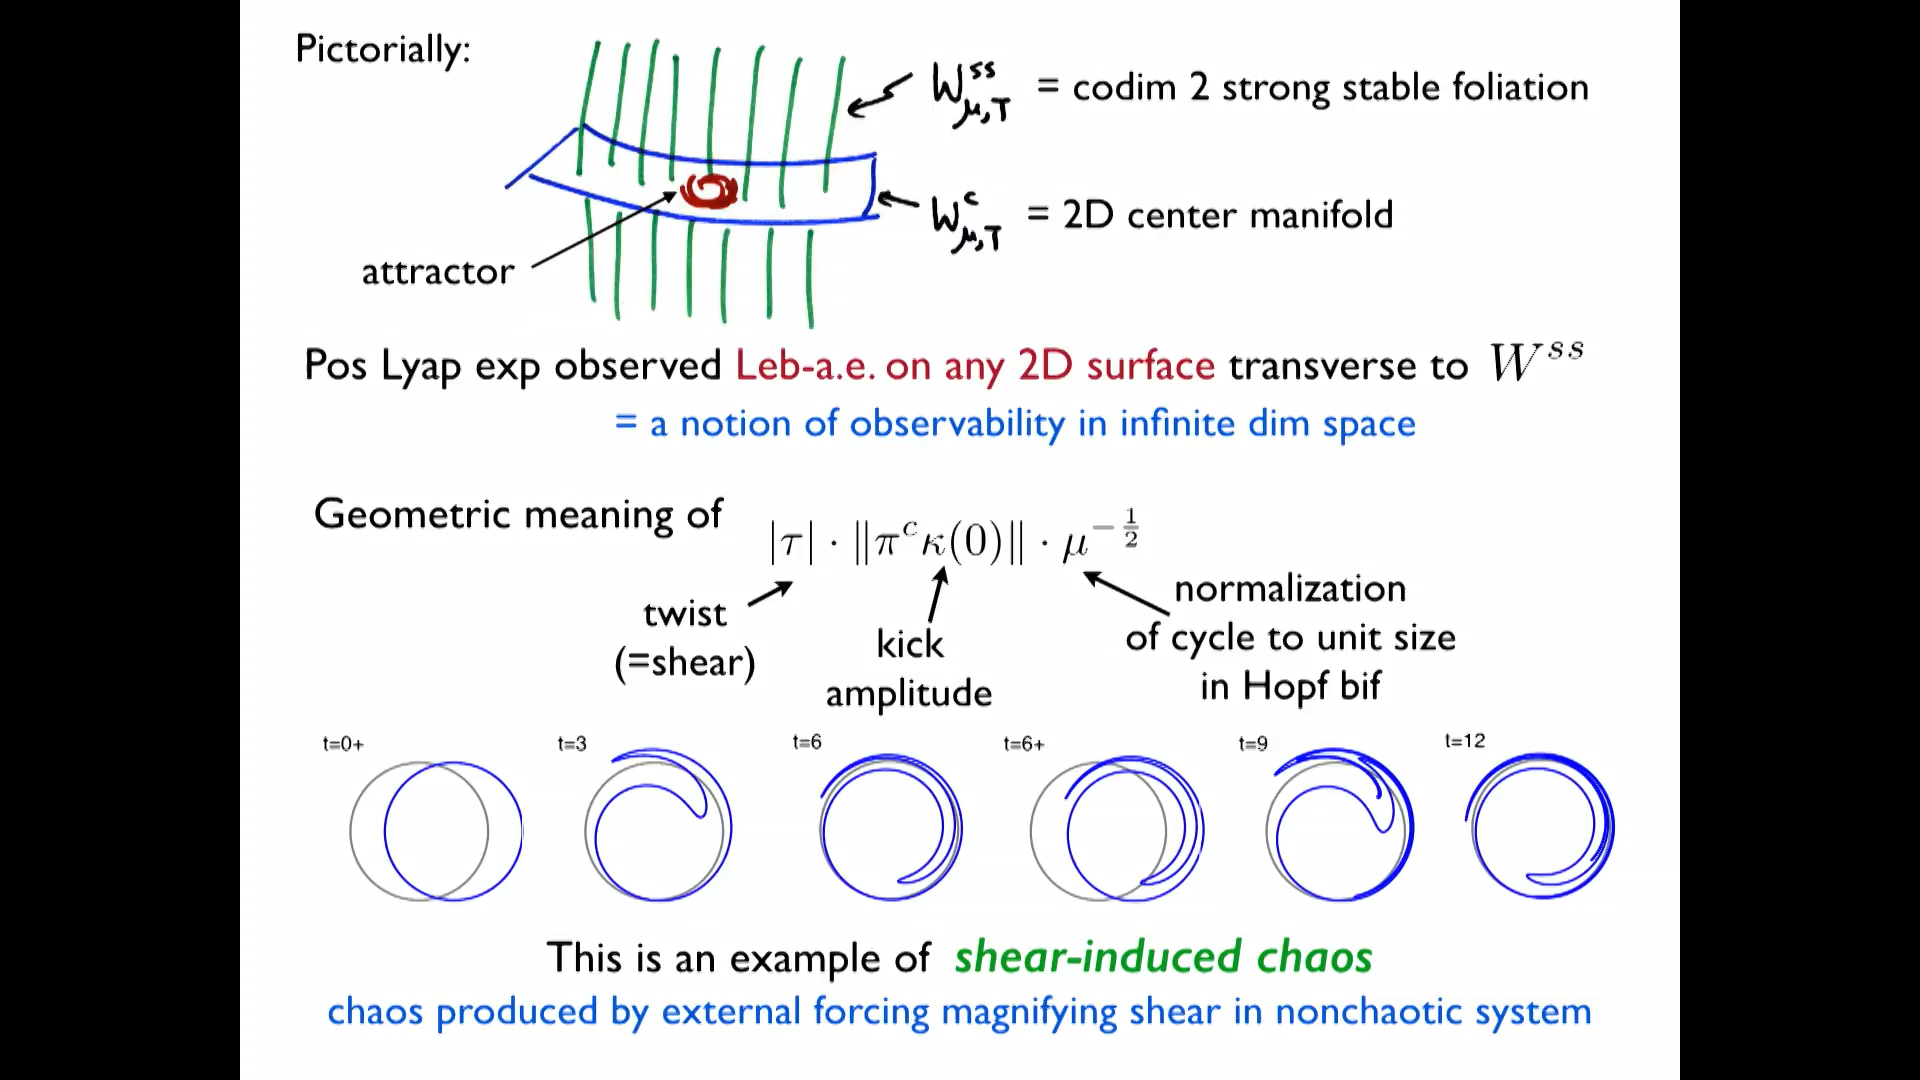 Pictorially:
W^{ss}_{μ,T} = codim 2 strong stable foliation
W^{c}_{μ,T} = 2D center manifold
attractor
Pos Lyap exp observed Leb-a.e. on any 2D surface transverse to W^{ss}
= a notion of observability in infinite dim space
Geometric meaning of |τ| · ‖π^c κ(0)‖ · μ^{-1/2}
twist
(=shear)
kick
amplitude
normalization
of cycle to unit size
in Hopf bif
t=0+ t=3 t=6 t=6+ t=9 t=12
This is an example of shear-induced chaos
chaos produced by external forcing magnifying shear in nonchaotic system